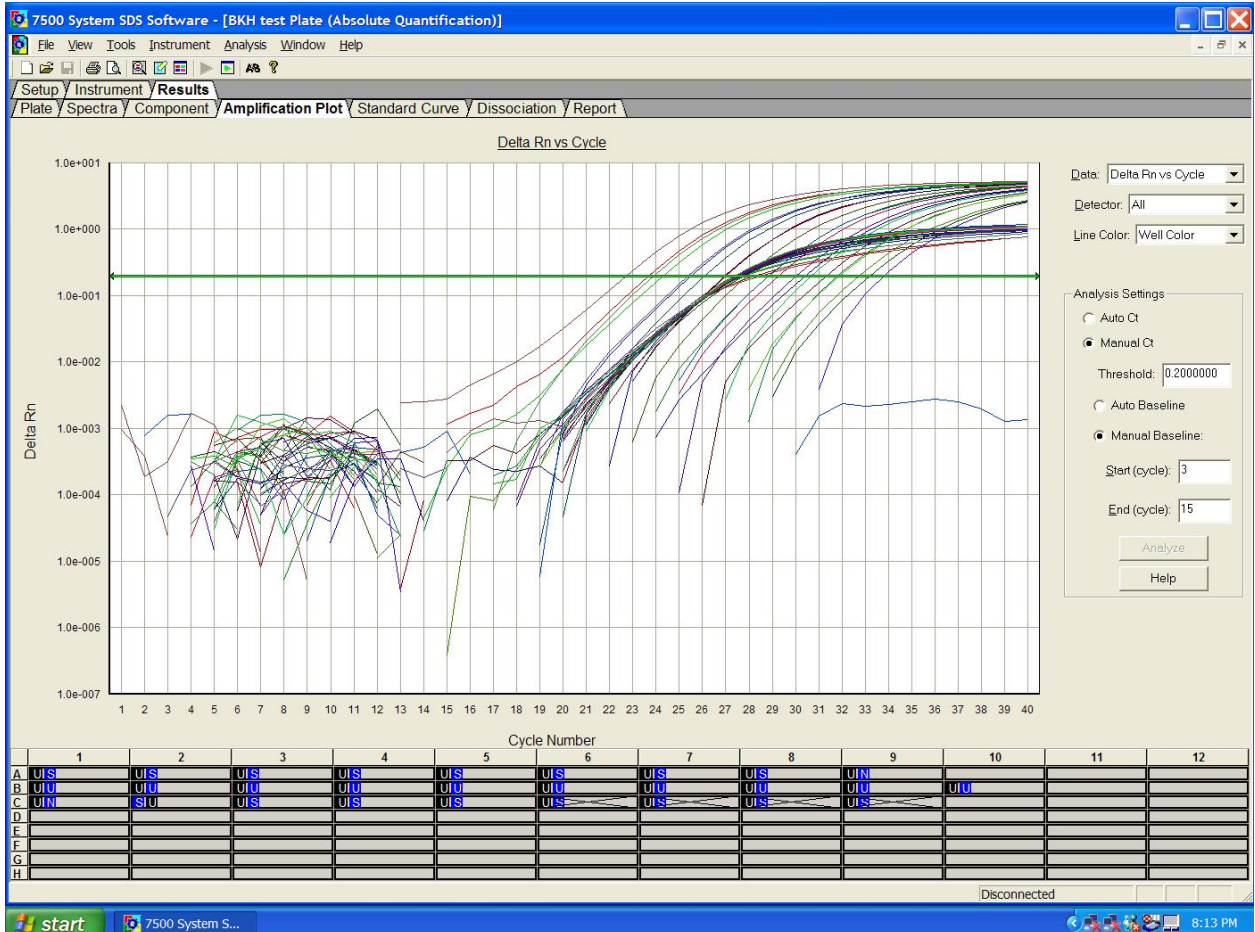 7500 System SDS Software - [BKH test Plate (Absolute Quantification)]
File View Tools Instrument Analysis Window Help
Setup Instrument Results
Plate Spectra Component Amplification Plot Standard Curve Dissociation Report
Delta Rn vs Cycle
1.0e+001
1.0e+000
1.0e-001
1.0e-002
1.0e-003
1.0e-004
1.0e-005
1.0e-006
1.0e-007
Delta Rn
1 2 3 4 5 6 7 8 9 10 11 12 13 14 15 16 17 18 19 20 21 22 23 24 25 26 27 28 29 30 31 32 33 34 35 36 37 38 39 40
Cycle Number
Data: Delta Rn vs Cycle
Detector: All
Line Color: Well Color
Analysis Settings
Auto Ct
Manual Ct
Threshold: 0.2000000
Auto Baseline
Manual Baseline:
Start (cycle): 3
End (cycle): 15
Analyze
Help
1 2 3 4 5 6 7 8 9 10 11 12
A U S U S U S U S U S U S U S U S U N
B U U U U U U U U U U U U U U U U U U U U
C U N S U U S U S U S U S U S U S U S
D
E
F
G
H
Disconnected
start 7500 System S... 8:13 PM